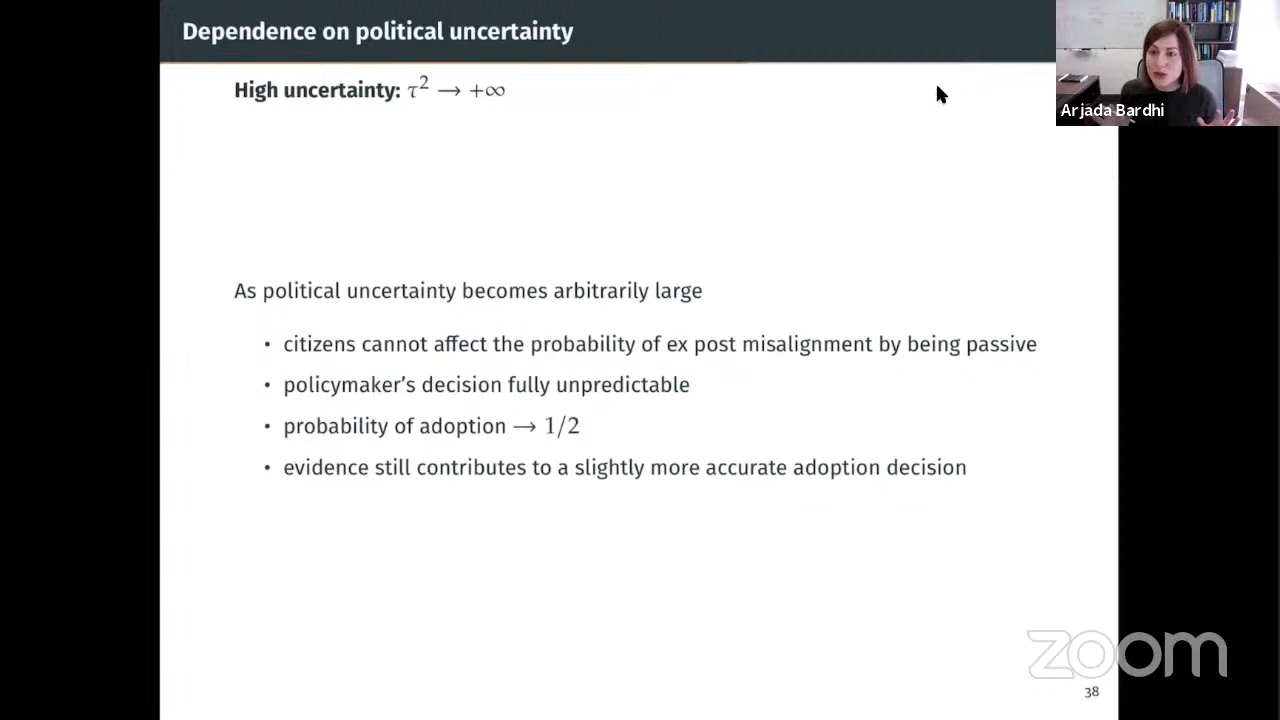 Dependence on political uncertainty
High uncertainty: τ² → +∞
Arjada Bardhi
As political uncertainty becomes arbitrarily large
• citizens cannot affect the probability of ex post misalignment by being passive
• policymaker's decision fully unpredictable
• probability of adoption → 1/2
• evidence still contributes to a slightly more accurate adoption decision
zoom
38